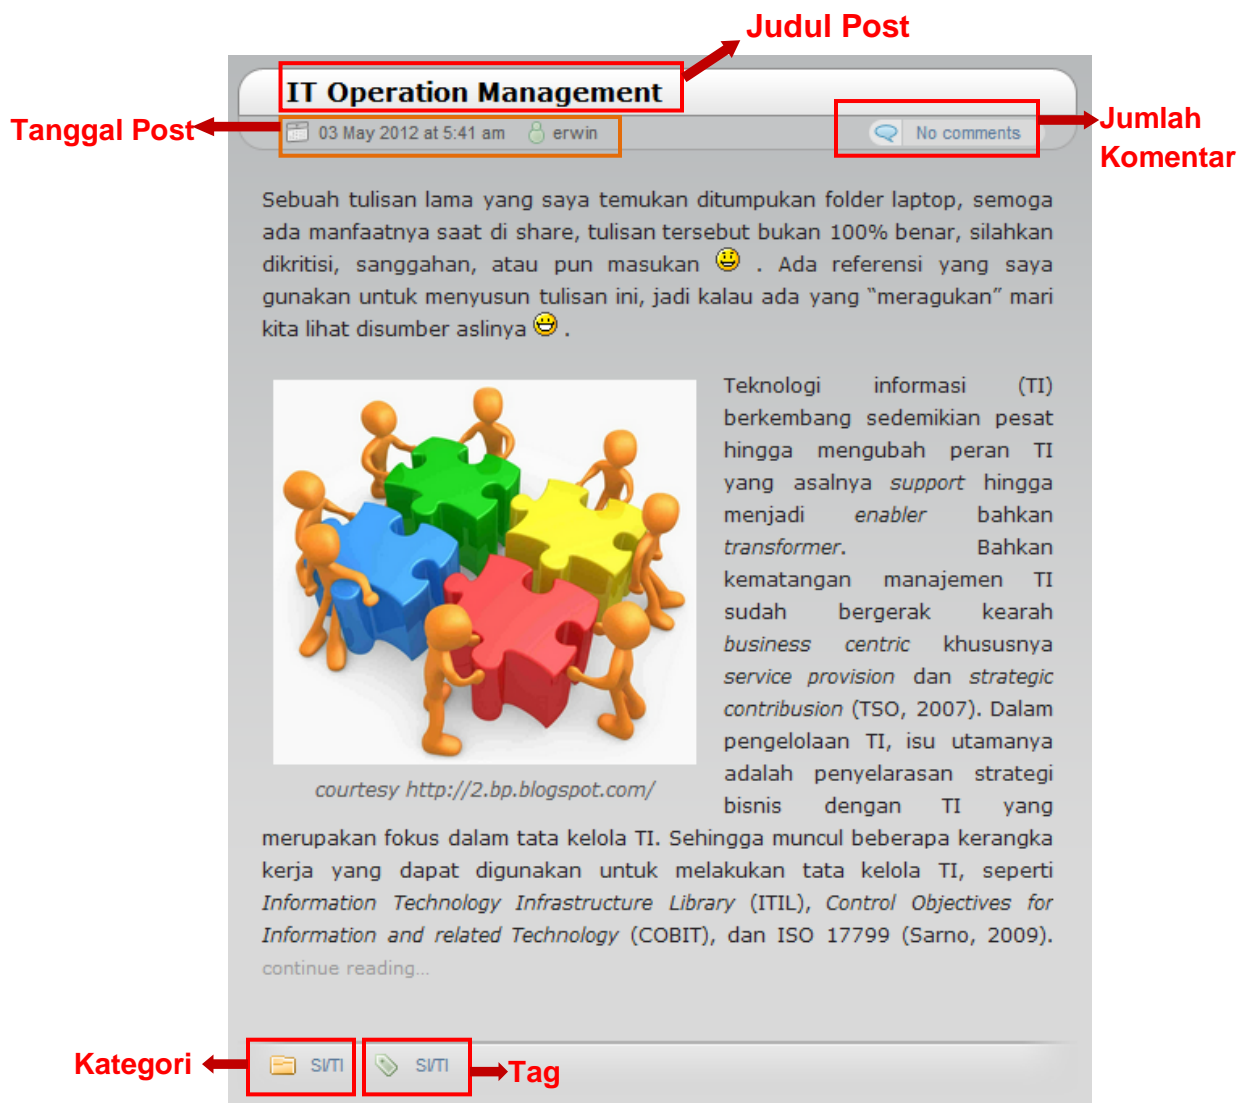 Judul Post
IT Operation Management
Tanggal Post
03 May 2012 at 5:41 am erwin
No comments
Jumlah
Komentar
Sebuah tulisan lama yang saya temukan ditumpukan folder laptop, semoga
ada manfaatnya saat di share, tulisan tersebut bukan 100% benar, silahkan
dikritisi, sanggahan, atau pun masukan . Ada referensi yang saya
gunakan untuk menyusun tulisan ini, jadi kalau ada yang “meragukan” mari
kita lihat disumber aslinya .
Teknologi informasi (TI)
berkembang sedemikian pesat
hingga mengubah peran TI
yang asalnya support hingga
menjadi enabler bahkan
transformer. Bahkan
kematangan manajemen TI
sudah bergerak kearah
business centric khususnya
service provision dan strategic
contribusion (TSO, 2007). Dalam
pengelolaan TI, isu utamanya
adalah penyelarasan strategi
bisnis dengan TI yang
courtesy http://2.bp.blogspot.com/
merupakan fokus dalam tata kelola TI. Sehingga muncul beberapa kerangka
kerja yang dapat digunakan untuk melakukan tata kelola TI, seperti
Information Technology Infrastructure Library (ITIL), Control Objectives for
Information and related Technology (COBIT), dan ISO 17799 (Sarno, 2009).
continue reading...
Kategori
SI/TI
SI/TI
Tag